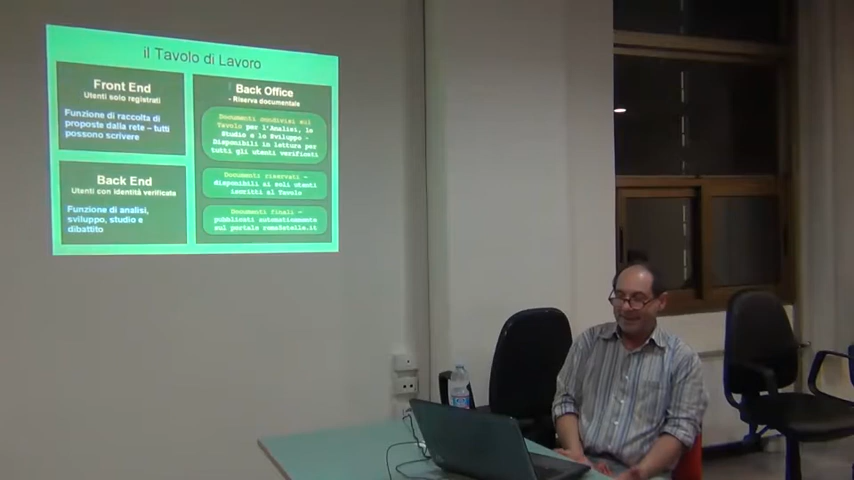 il Tavolo di Lavoro
Front End
Utenti solo registrati
Funzione di raccolta di
proposte dalla rete – tutti
possono scrivere
Back End
Utenti con identità verificata
Funzione di analisi,
sviluppo, studio e
dibattito
Back Office
- Riserva documentale
Documenti condivisi sul
Tavolo per l'Analisi, lo
Studio e lo Sviluppo -
Disponibili in lettura per
tutti gli utenti verificati
Documenti riservati -
disponibili ai soli utenti
iscritti al Tavolo
Documenti finali -
pubblicati automaticamente
sul portale roma5stelle.it